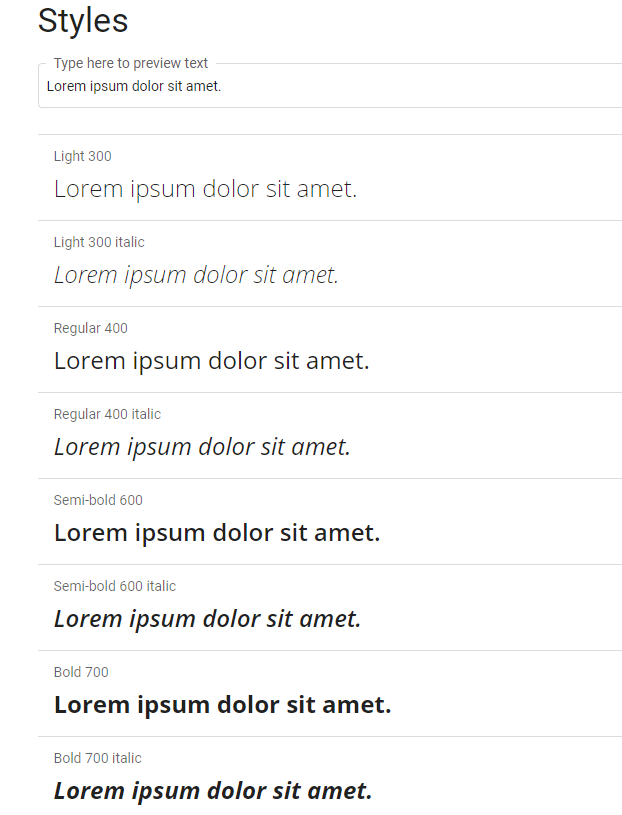 Styles
Type here to preview text
Lorem ipsum dolor sit amet.
Light 300
Lorem ipsum dolor sit amet.
Light 300 italic
Lorem ipsum dolor sit amet.
Regular 400
Lorem ipsum dolor sit amet.
Regular 400 italic
Lorem ipsum dolor sit amet.
Semi-bold 600
Lorem ipsum dolor sit amet.
Semi-bold 600 italic
Lorem ipsum dolor sit amet.
Bold 700
Lorem ipsum dolor sit amet.
Bold 700 italic
Lorem ipsum dolor sit amet.